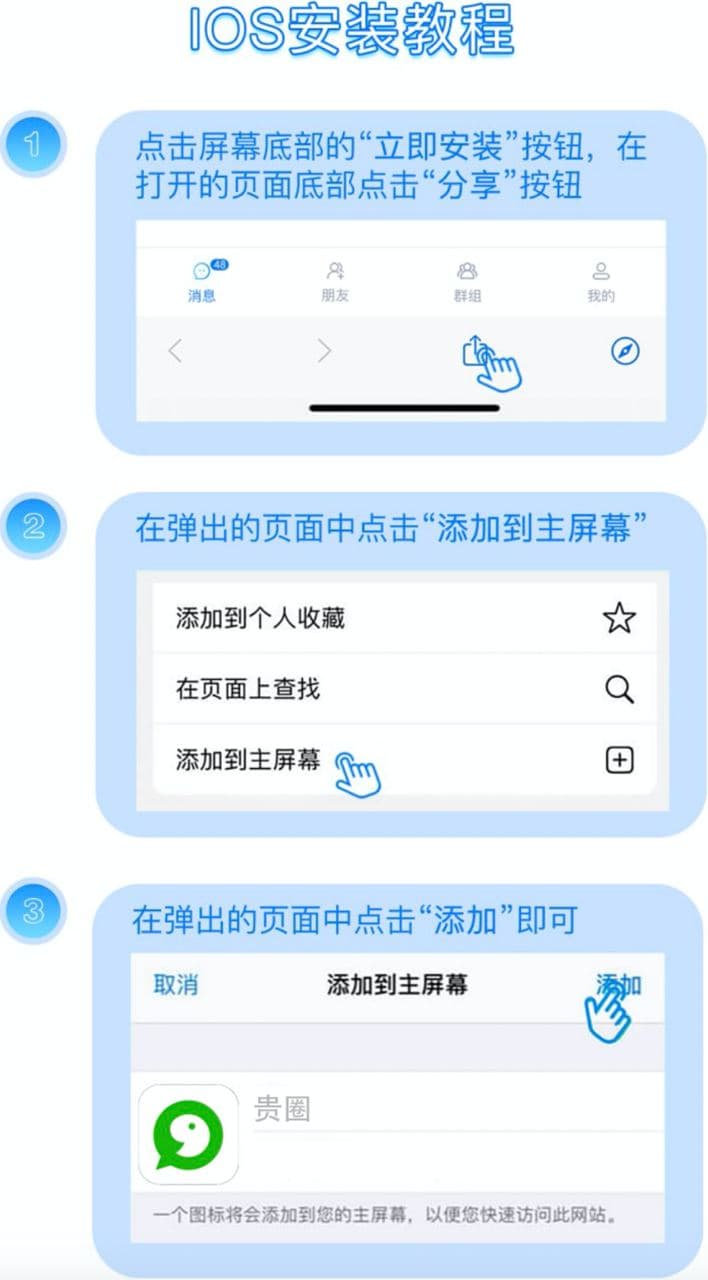 IOS安装教程
1
点击屏幕底部的“立即安装”按钮，在
打开的页面底部点击“分享”按钮
48
消息 朋友 群组 我的
2
在弹出的页面中点击“添加到主屏幕”
添加到个人收藏
在页面上查找
添加到主屏幕
3
在弹出的页面中点击“添加”即可
取消 添加到主屏幕 添加
贵圈
一个图标将会添加到您的主屏幕，以便您快速访问此网站。